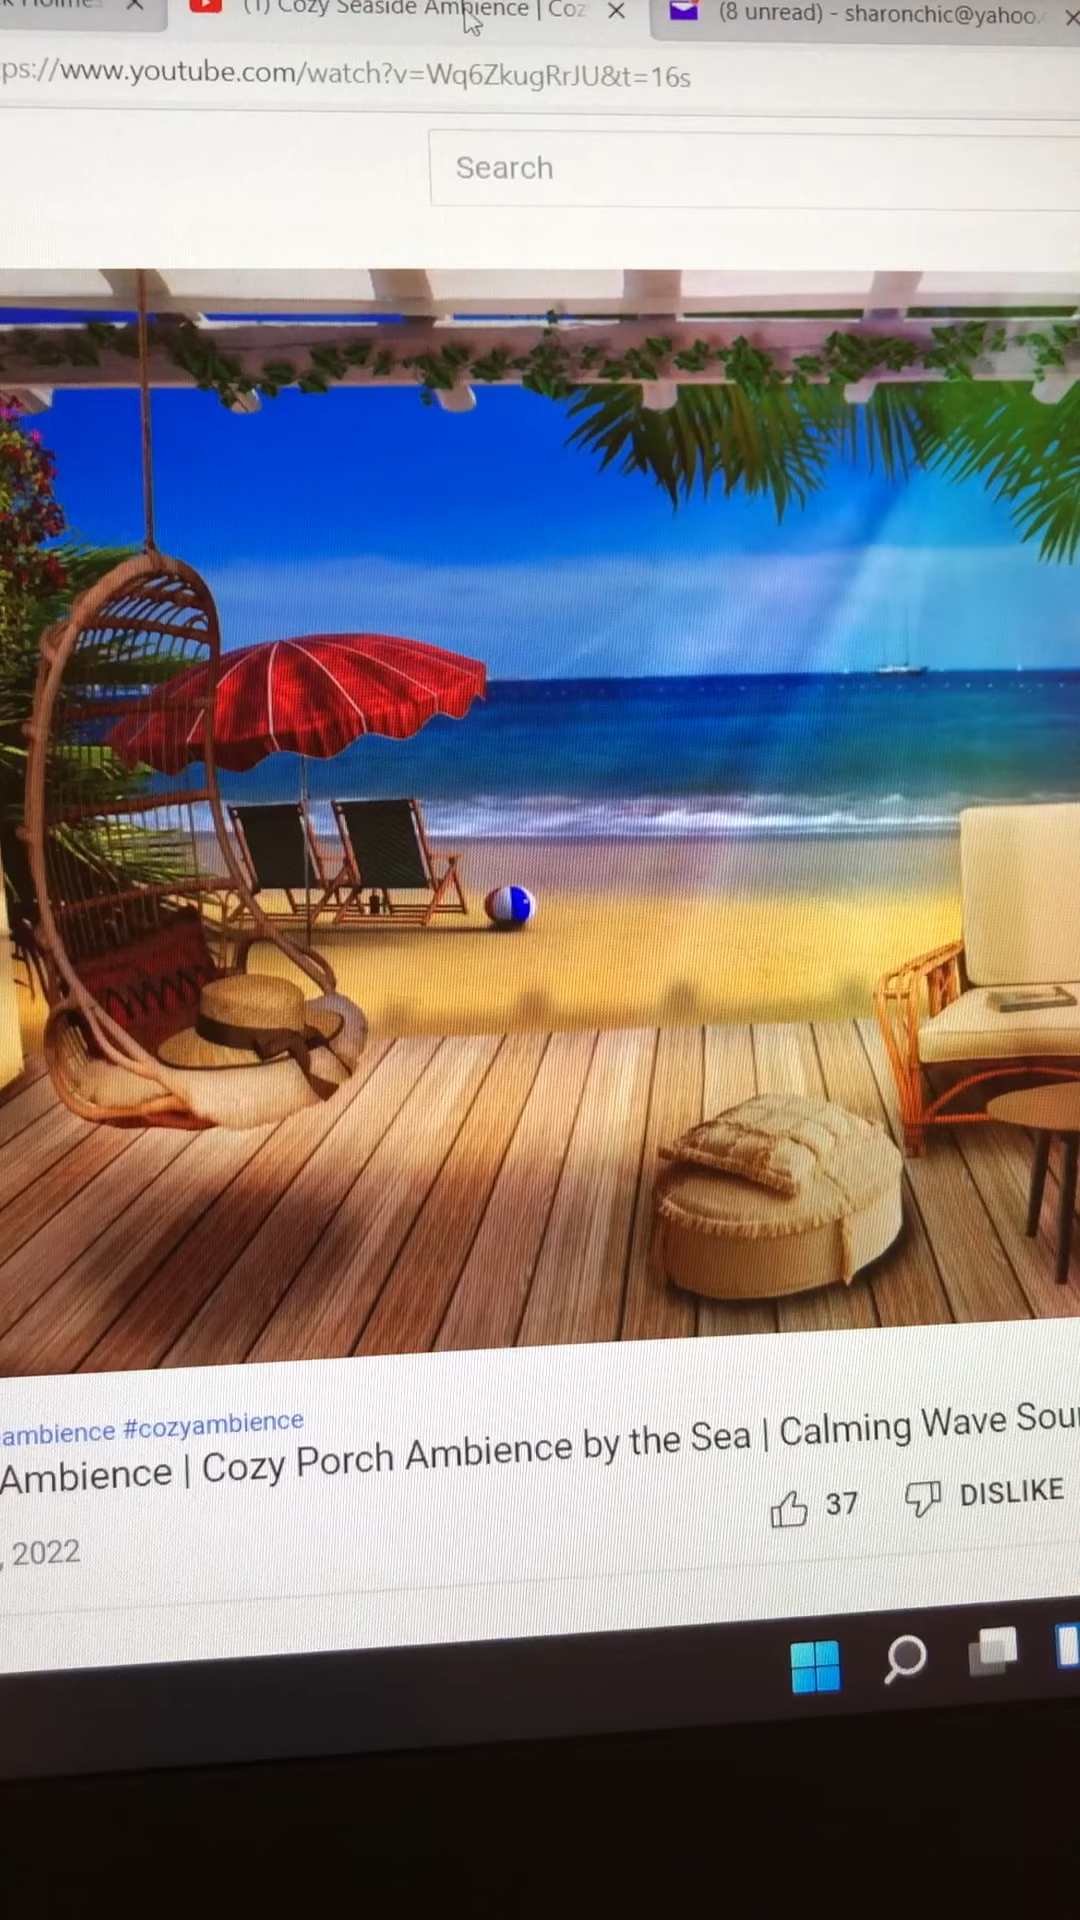 (1) Cozy Seaside Ambience | Coz
(8 unread) - sharonchic@yahoo.
ps://www.youtube.com/watch?v=Wq6ZkugRrJU&t=16s
Search
ambience #cozyambience
Ambience | Cozy Porch Ambience by the Sea | Calming Wave Sou
37 DISLIKE
, 2022